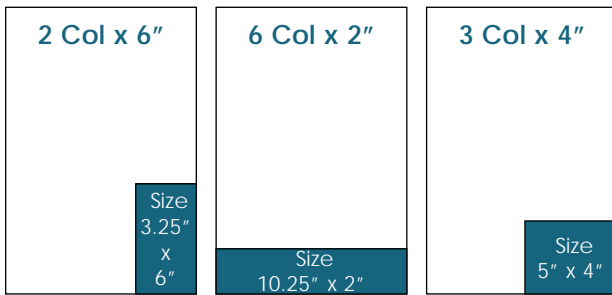 2 Col x 6"
Size
3.25"
x
6"
6 Col x 2"
Size
10.25" x 2"
3 Col x 4"
Size
5" x 4"